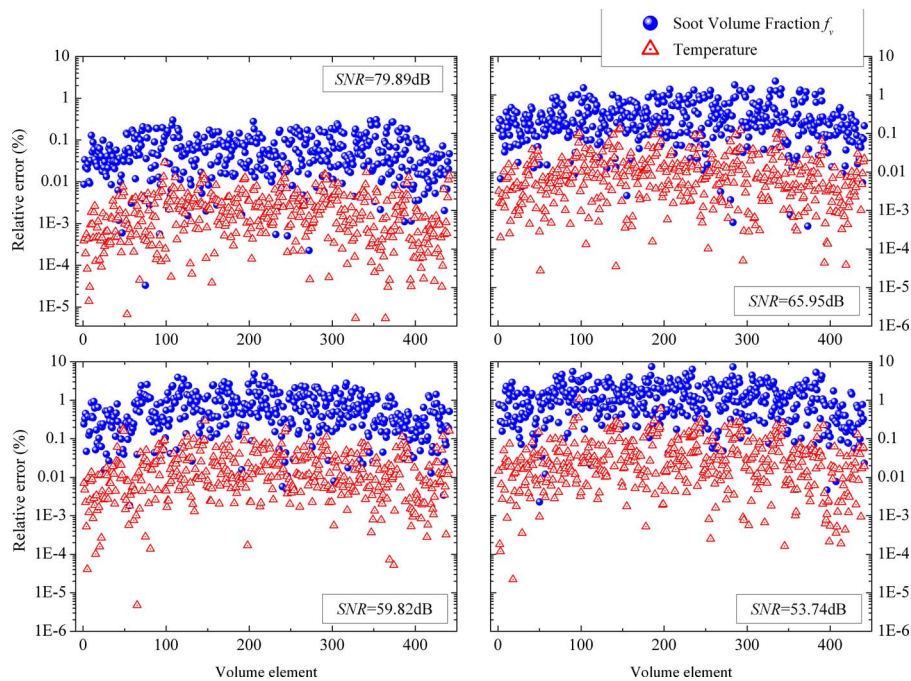 Soot Volume Fraction fv
Temperature
10
1
0.1
0.01
1E-3
1E-4
1E-5
Relative error (%)
SNR=79.89dB
0 100 200 300 400
10
1
0.1
0.01
1E-3
1E-4
1E-5
1E-6
SNR=65.95dB
0 100 200 300 400
10
1
0.1
0.01
1E-3
1E-4
1E-5
1E-6
Relative error (%)
SNR=59.82dB
0 100 200 300 400
Volume element
10
1
0.1
0.01
1E-3
1E-4
1E-5
1E-6
SNR=53.74dB
0 100 200 300 400
Volume element